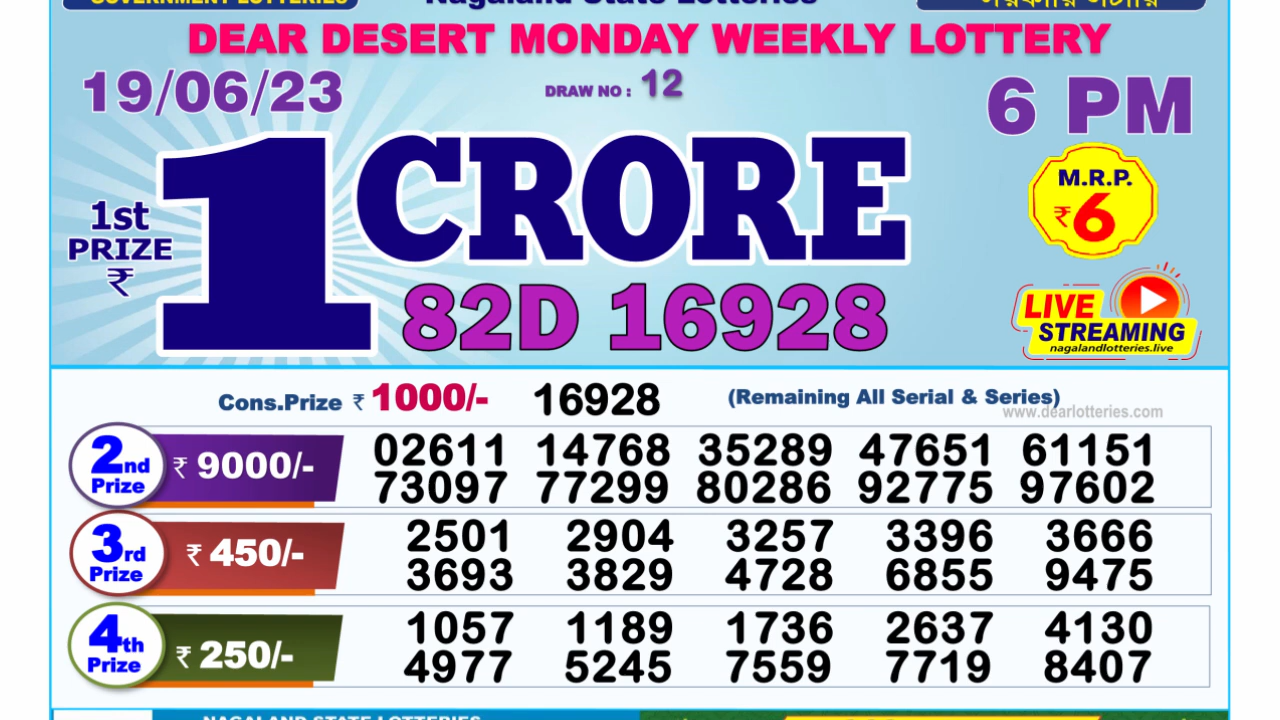 GOVERNMENT LOTTERIES
Nagaland State Lotteries
DEAR DESERT MONDAY WEEKLY LOTTERY
19/06/23
DRAW NO : 12
6 PM
1st
PRIZE
₹
1 CRORE
82D 16928
M.R.P.
₹6
LIVE
STREAMING
nagalandlotteries.live
Cons.Prize ₹ 1000/- 16928 (Remaining All Serial & Series)
www.dearlotteries.com
2nd Prize ₹ 9000/-
02611 14768 35289 47651 61151
73097 77299 80286 92775 97602
3rd Prize ₹ 450/-
2501 2904 3257 3396 3666
3693 3829 4728 6855 9475
4th Prize ₹ 250/-
1057 1189 1736 2637 4130
4977 5245 7559 7719 8407
NAGALAND STATE LOTTERIES